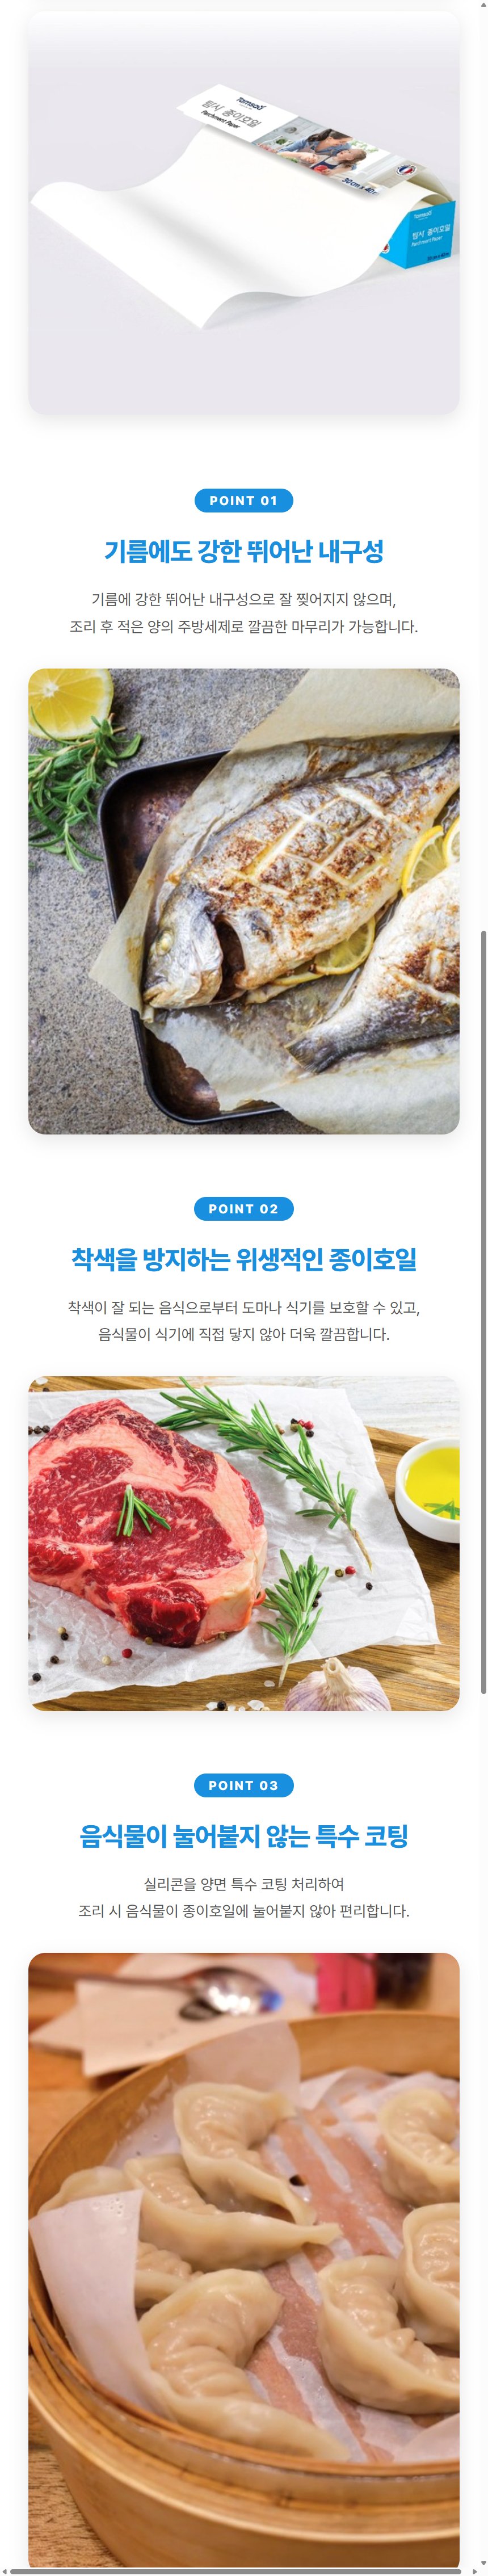 Tomsad
탐사 종이호일
Parchment Paper
30cm x 40m
탐사 종이호일
Parchment Paper
POINT 01
기름에도 강한 뛰어난 내구성
기름에 강한 뛰어난 내구성으로 잘 찢어지지 않으며,
조리 후 적은 양의 주방세제로 깔끔한 마무리가 가능합니다.
POINT 02
착색을 방지하는 위생적인 종이호일
착색이 잘 되는 음식으로부터 도마나 식기를 보호할 수 있고,
음식물이 식기에 직접 닿지 않아 더욱 깔끔합니다.
POINT 03
음식물이 눌어붙지 않는 특수 코팅
실리콘을 양면 특수 코팅 처리하여
조리 시 음식물이 종이호일에 눌어붙지 않아 편리합니다.